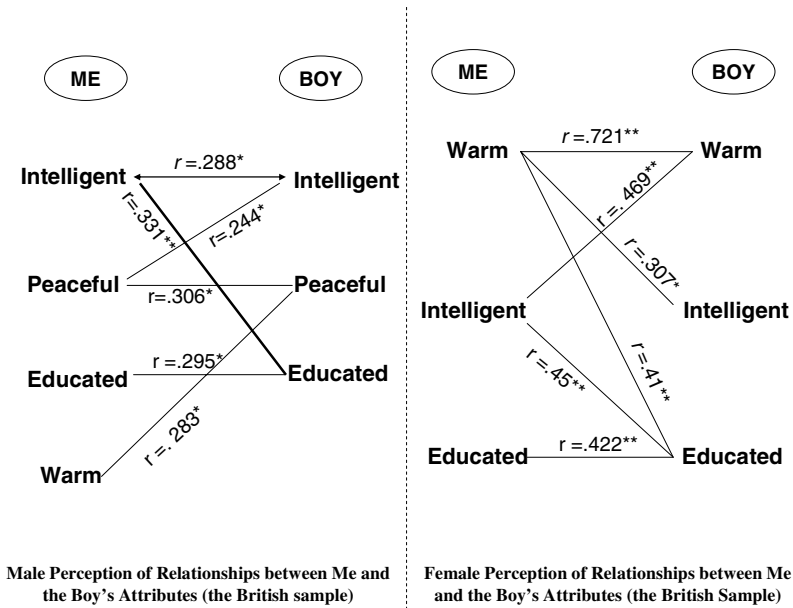 ME
BOY
Intelligent
r =.288*
Intelligent
r=.331**
r=.244*
Peaceful
r=.306*
Peaceful
Educated
r =.295*
Educated
r =. 283*
Warm
Male Perception of Relationships between Me and
the Boy’s Attributes (the British sample)
ME
BOY
Warm
r =.721**
Warm
r =. 469**
r =.307*
Intelligent
Intelligent
r =.45**
r =.41**
Educated
r =.422**
Educated
Female Perception of Relationships between Me
and the Boy’s Attributes (the British Sample)